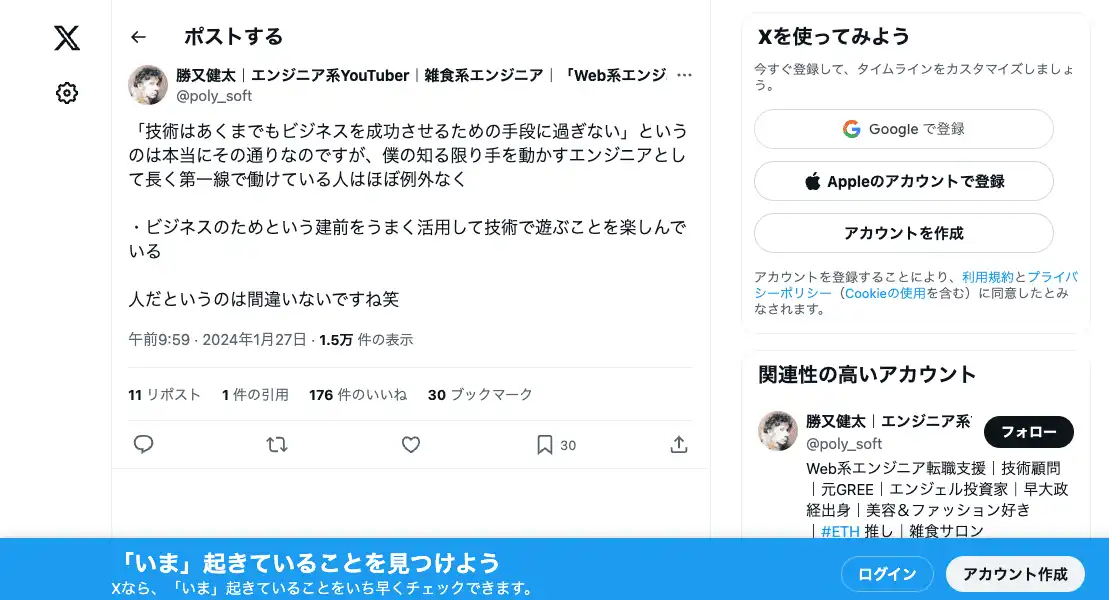 ポストする
勝又健太｜エンジニア系YouTuber｜雑食系エンジニア｜「Web系エンジ
@poly_soft
「技術はあくまでもビジネスを成功させるための手段に過ぎない」という
のは本当にその通りなのですが、僕の知る限り手を動かすエンジニアとし
て長く第一線で働けている人はほぼ例外なく
・ビジネスのためという建前をうまく活用して技術で遊ぶことを楽しんで
いる
人だというのは間違いないですね笑
午前9:59 · 2024年1月27日 · 1.5万 件の表示
11 リポスト 1 件の引用 176 件のいいね 30 ブックマーク
30
Xを使ってみよう
今すぐ登録して、タイムラインをカスタマイズしましょ
う。
Google で登録
Appleのアカウントで登録
アカウントを作成
アカウントを登録することにより、利用規約とプライバ
シーポリシー（Cookieの使用を含む）に同意したとみ
なされます。
関連性の高いアカウント
勝又健太｜エンジニア系
@poly_soft
フォロー
Web系エンジニア転職支援｜技術顧問
｜元GREE｜エンジェル投資家｜早大政
経出身｜美容＆ファッション好き
｜#ETH 推し｜雑食サロン
「いま」起きていることを見つけよう
Xなら、「いま」起きていることをいち早くチェックできます。
ログイン
アカウント作成